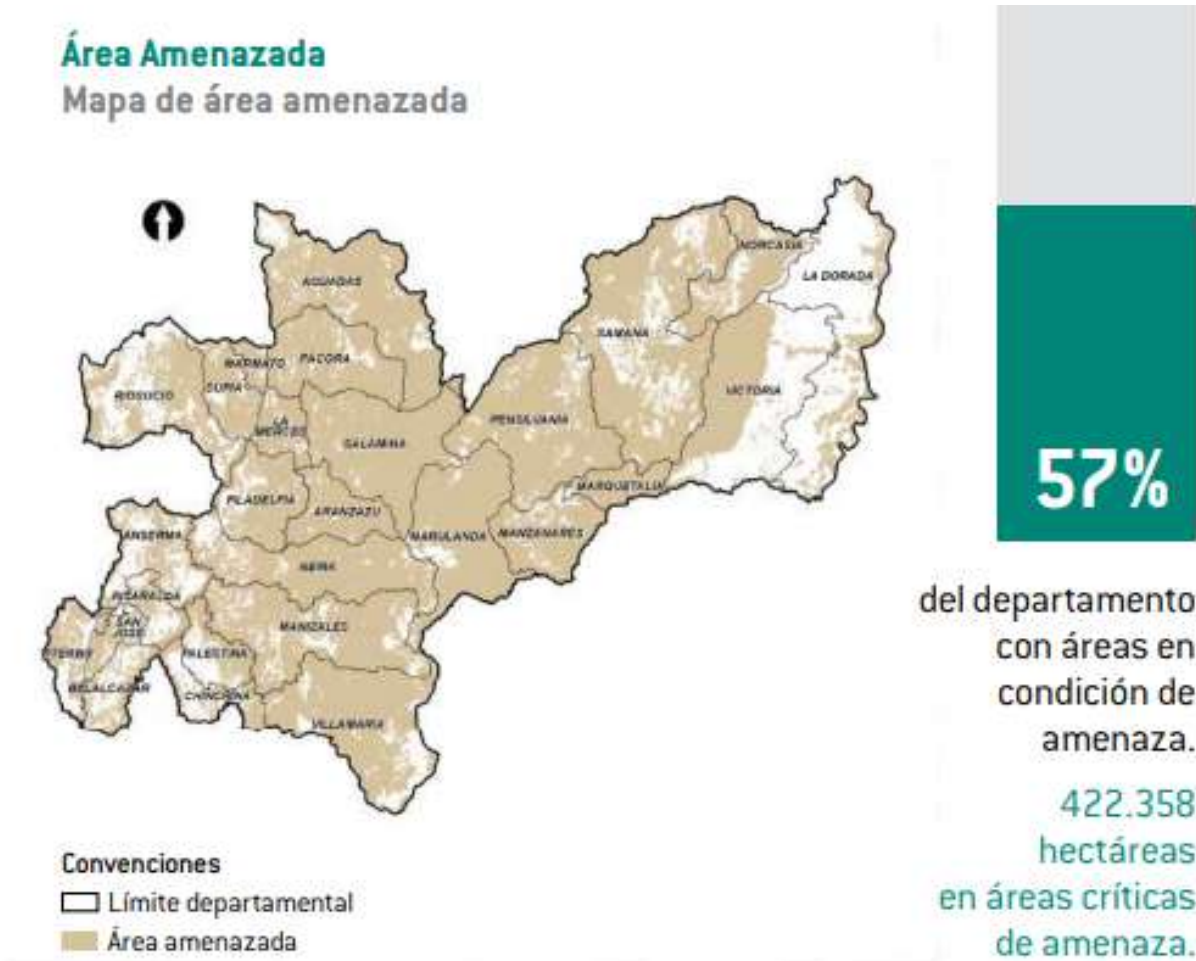 Área Amenazada
Mapa de área amenazada
NORCASIA
LA DORADA
AGUADAS
SAMANA
MARMATO
PACORA
RIOSUCIO
SUPIA
VICTORIA
LA
MERCED
PENSILVANIA
SALAMINA
MARQUETALIA
FILADELFIA
ARANZAZU
ANSERMA
MARULANDA
MANZANARES
NEIRA
RISARALDA
SAN
JOSE
MANIZALES
VITERBO
PALESTINA
BELALCAZAR
CHINCHINA
VILLAMARIA
57%
del departamento
con áreas en
condición de
amenaza.
422.358
hectáreas
en áreas críticas
de amenaza.
Convenciones
Límite departamental
Área amenazada